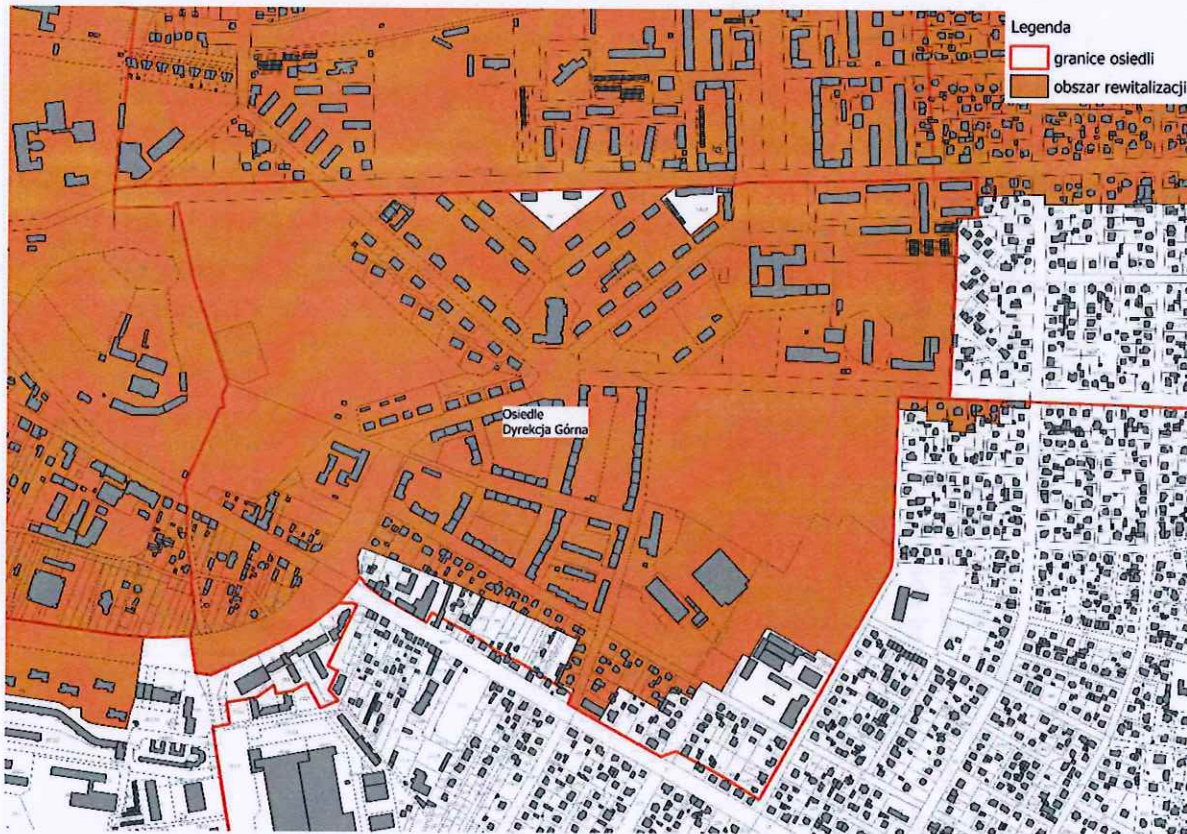 Legenda
granice osiedli
obszar rewitalizacji
Osiedle
Dyrekcja Górna